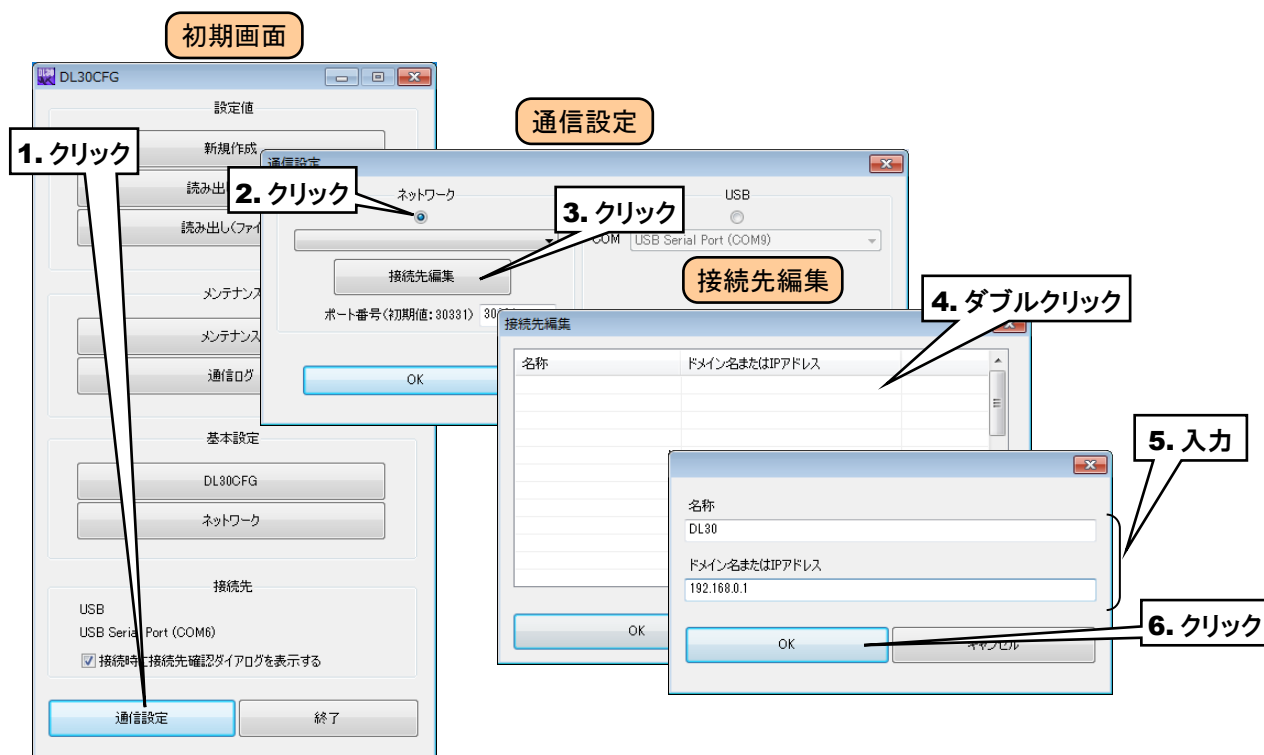 初期画面
DL30CFG
設定値
1. クリック
新規作成
読み出し
読み出し(ファイ
メンテナンス
メンテナンス
通信ログ
基本設定
DL30CFG
ネットワーク
接続先
USB
USB Serial Port (COM6)
接続時に接続先確認ダイアログを表示する
通信設定
終了
通信設定
通信設定
2. クリック
ネットワーク
3. クリック
USB
COM
USB Serial Port (COM9)
接続先編集
ポート番号(初期値:30331)
OK
接続先編集
接続先編集
4. ダブルクリック
名称
ドメイン名またはIPアドレス
OK
5. 入力
名称
DL30
ドメイン名またはIPアドレス
192.168.0.1
OK
キャンセル
6. クリック